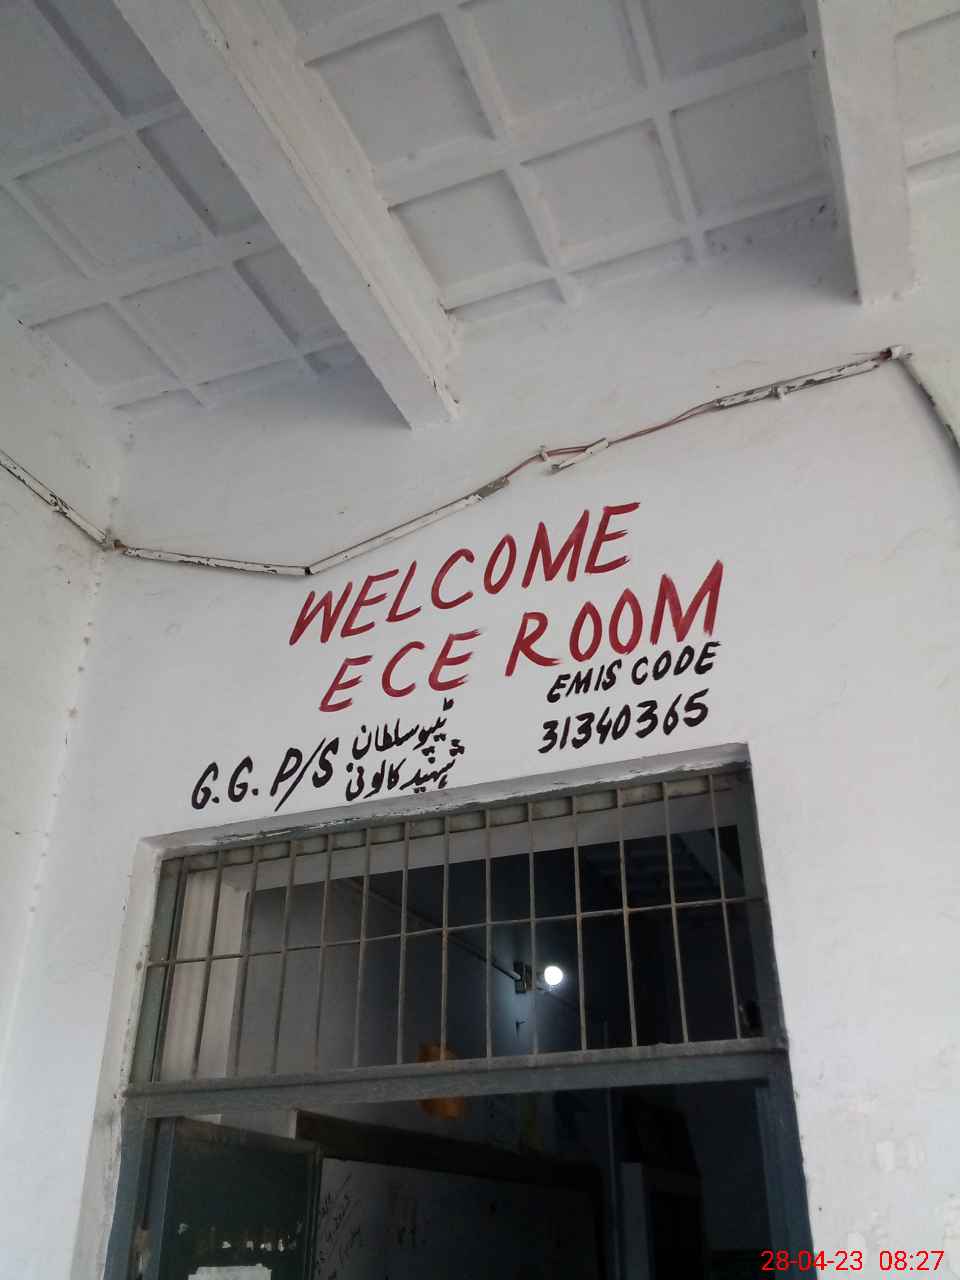 WELCOME
ECE ROOM
EMIS CODE
31340365
G.G.P/S ٹیپو سلطان
شہید کالونی
28-04-23 08:27